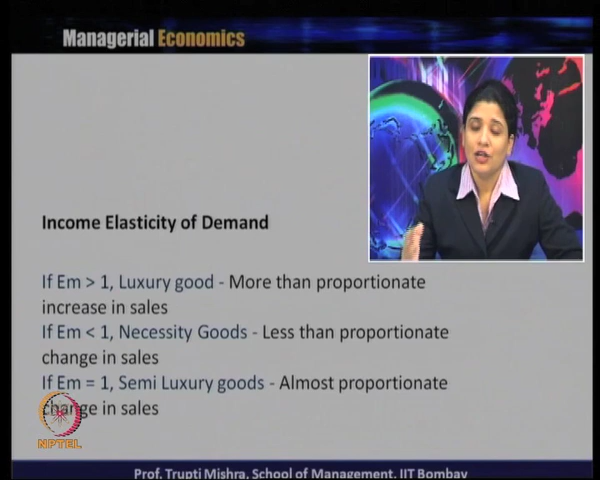 Managerial Economics
Income Elasticity of Demand
If Em > 1, Luxury good - More than proportionate
increase in sales
If Em < 1, Necessity Goods - Less than proportionate
change in sales
If Em = 1, Semi Luxury goods - Almost proportionate
change in sales
NPTEL
Prof. Trupti Mishra, School of Management, IIT Bombay